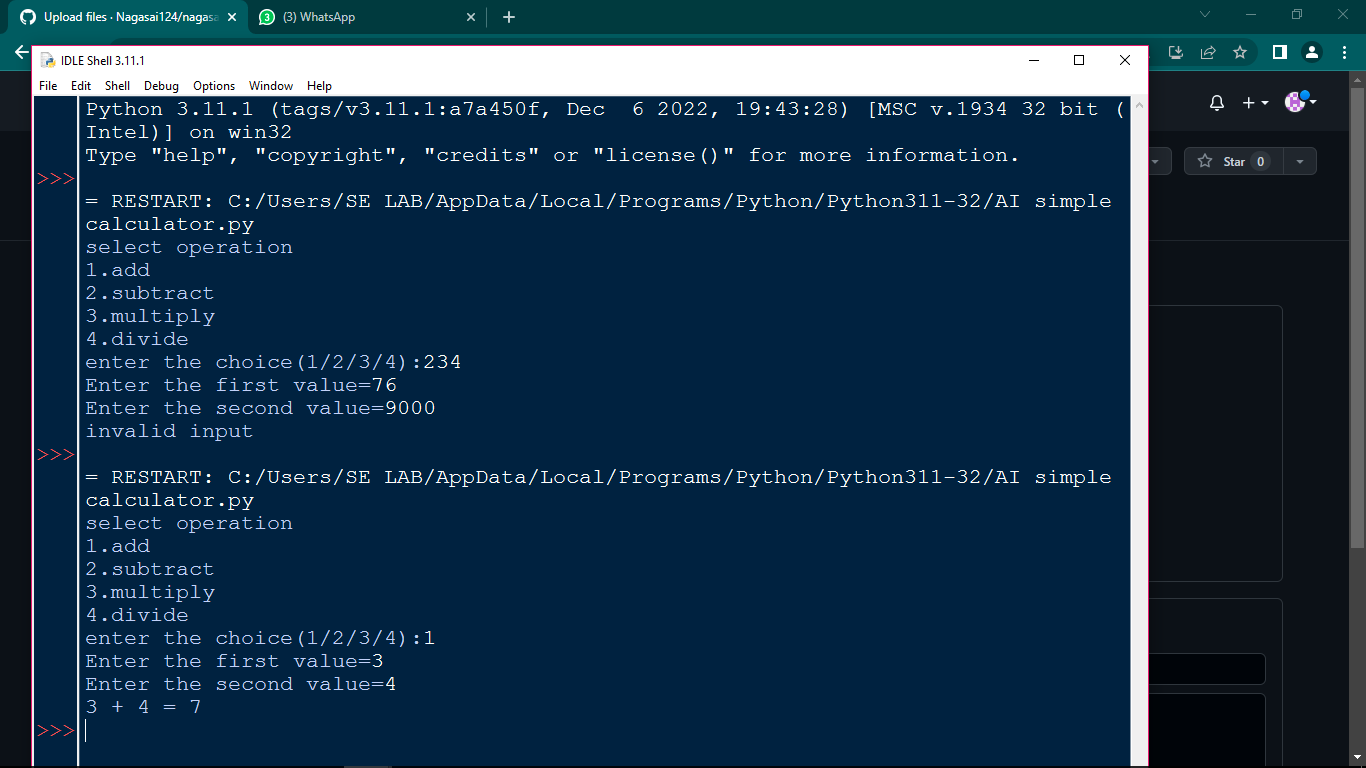 Upload files · Nagasai124/nagasa
(3) WhatsApp
IDLE Shell 3.11.1
File Edit Shell Debug Options Window Help
Python 3.11.1 (tags/v3.11.1:a7a450f, Dec  6 2022, 19:43:28) [MSC v.1934 32 bit (
Intel)] on win32
Type "help", "copyright", "credits" or "license()" for more information.
>>>
= RESTART: C:/Users/SE LAB/AppData/Local/Programs/Python/Python311-32/AI simple
calculator.py
select operation
1.add
2.subtract
3.multiply
4.divide
enter the choice(1/2/3/4):234
Enter the first value=76
Enter the second value=9000
invalid input
>>>
= RESTART: C:/Users/SE LAB/AppData/Local/Programs/Python/Python311-32/AI simple
calculator.py
select operation
1.add
2.subtract
3.multiply
4.divide
enter the choice(1/2/3/4):1
Enter the first value=3
Enter the second value=4
3 + 4 = 7
>>>
Star 0